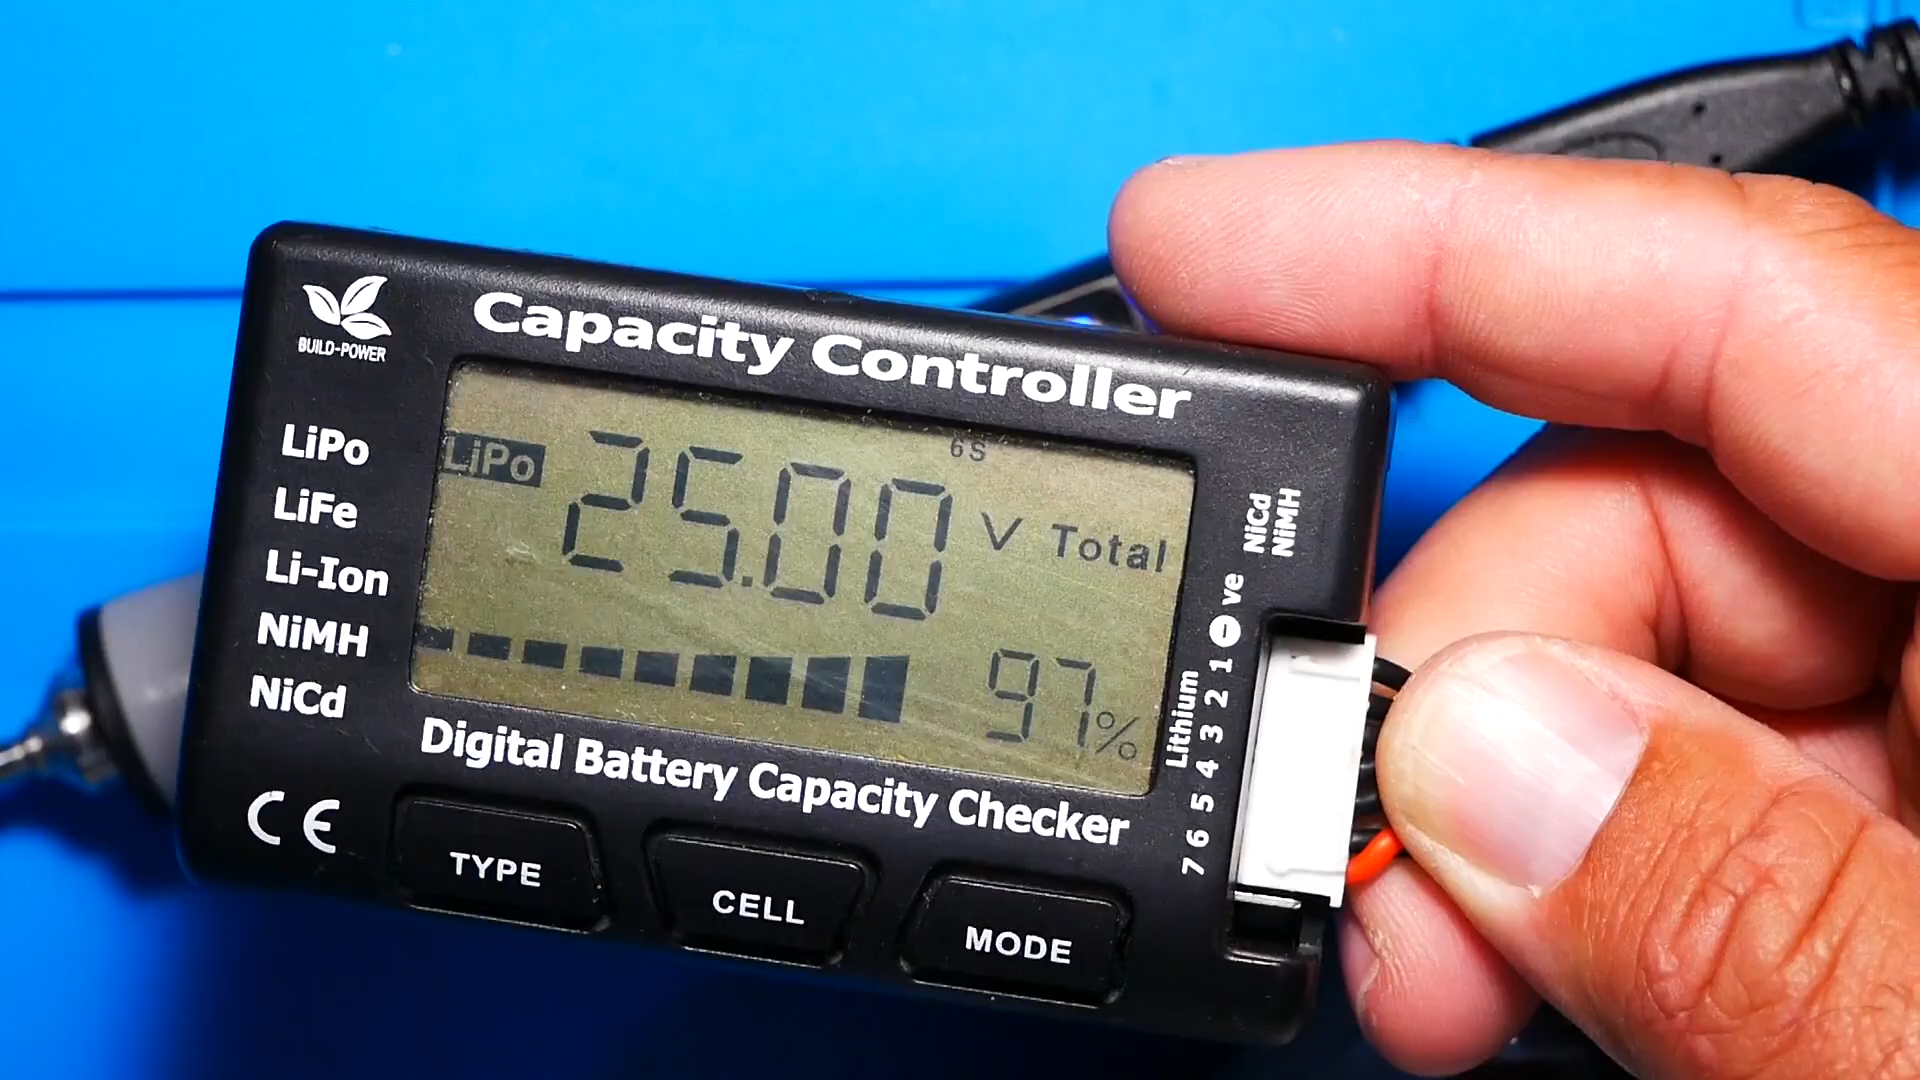 BUILD-POWER
Capacity Controller
LiPo
LiFe
Li-Ion
NiMH
NiCd
LiPo
6S
25.00 V Total
97%
NiCd
NiMH
Lithium
7 6 5 4 3 2 1 - ve
Digital Battery Capacity Checker
CE
TYPE
CELL
MODE